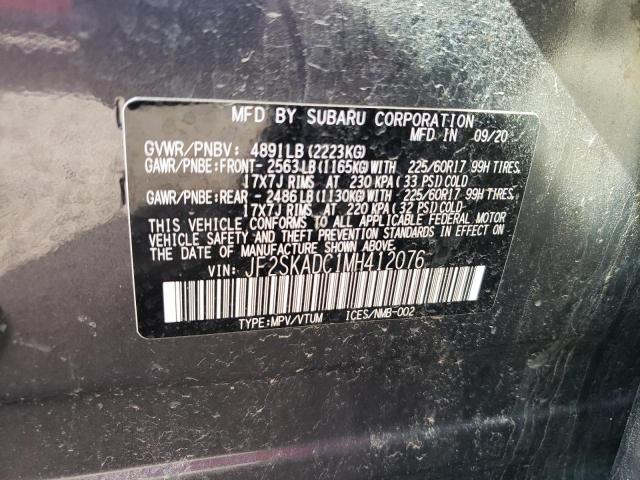 MFD BY SUBARU CORPORATION
MFD IN 09/20
GVWR/PNBV: 4891LB (2223KG)
GAWR/PNBE:FRONT- 2563LB (1165KG) WITH 225/60R17 99H TIRES,
17X7J RIMS AT 230 KPA (33 PSI) COLD
GAWR/PNBE:REAR - 2486LB (1130KG) WITH 225/60R17 99H TIRES,
17X7J RIMS AT 220 KPA (32 PSI) COLD
THIS VEHICLE CONFORMS TO ALL APPLICABLE FEDERAL MOTOR
VEHICLE SAFETY AND THEFT PREVENTION STANDARDS IN EFFECT ON
THE DATE OF MANUFACTURE SHOWN ABOVE.
VIN: JF2SKADC1MH412076
TYPE:MPV/VTUM ICES/NMB-002